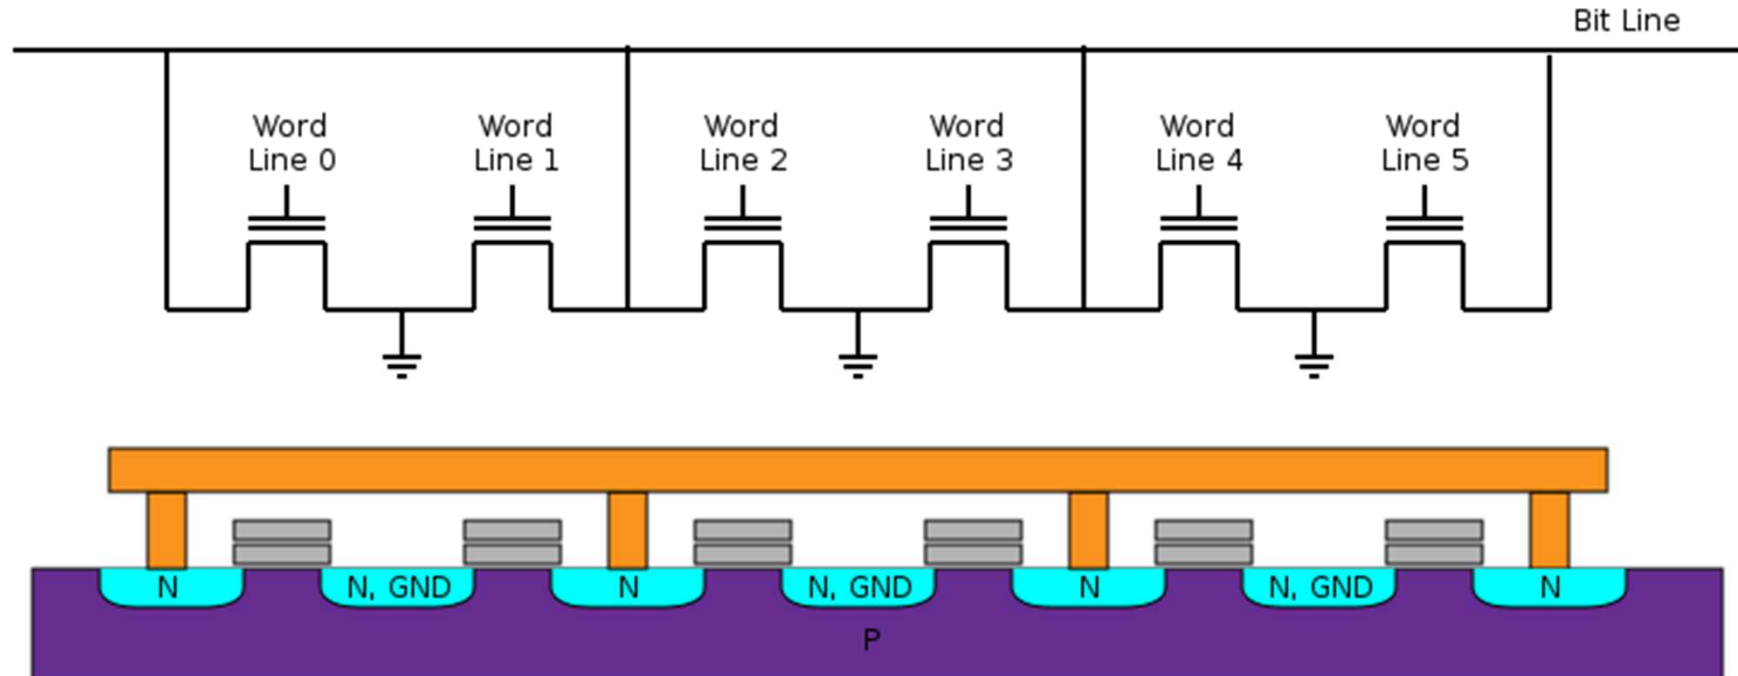 Bit Line
Word
Line 0
Word
Line 1
Word
Line 2
Word
Line 3
Word
Line 4
Word
Line 5
N
N, GND
N
N, GND
N
N, GND
N
P